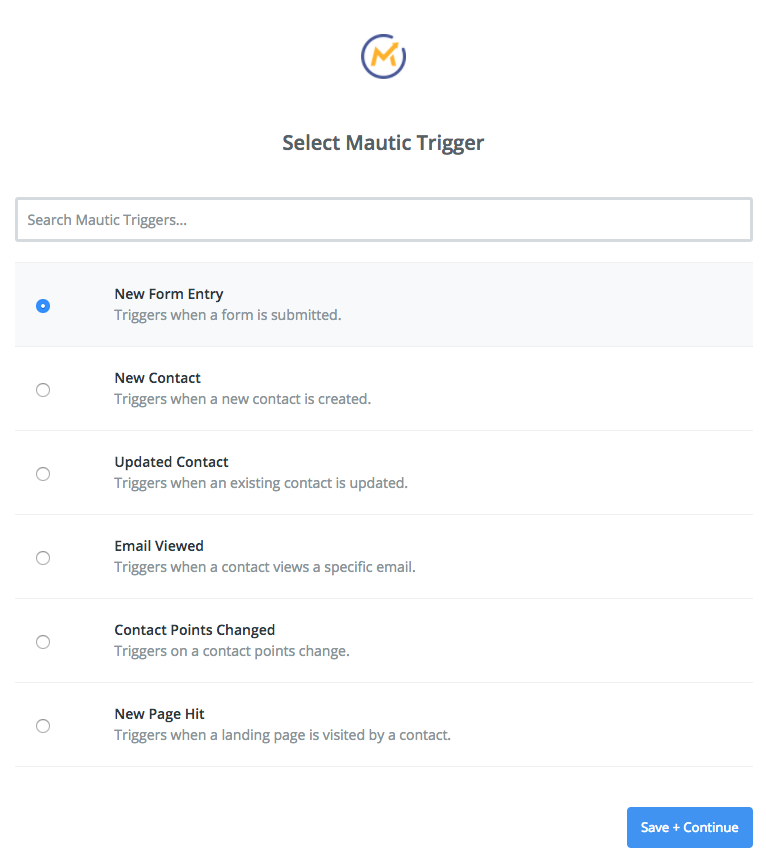 Select Mautic Trigger
Search Mautic Triggers...
New Form Entry
Triggers when a form is submitted.
New Contact
Triggers when a new contact is created.
Updated Contact
Triggers when an existing contact is updated.
Email Viewed
Triggers when a contact views a specific email.
Contact Points Changed
Triggers on a contact points change.
New Page Hit
Triggers when a landing page is visited by a contact.
Save + Continue